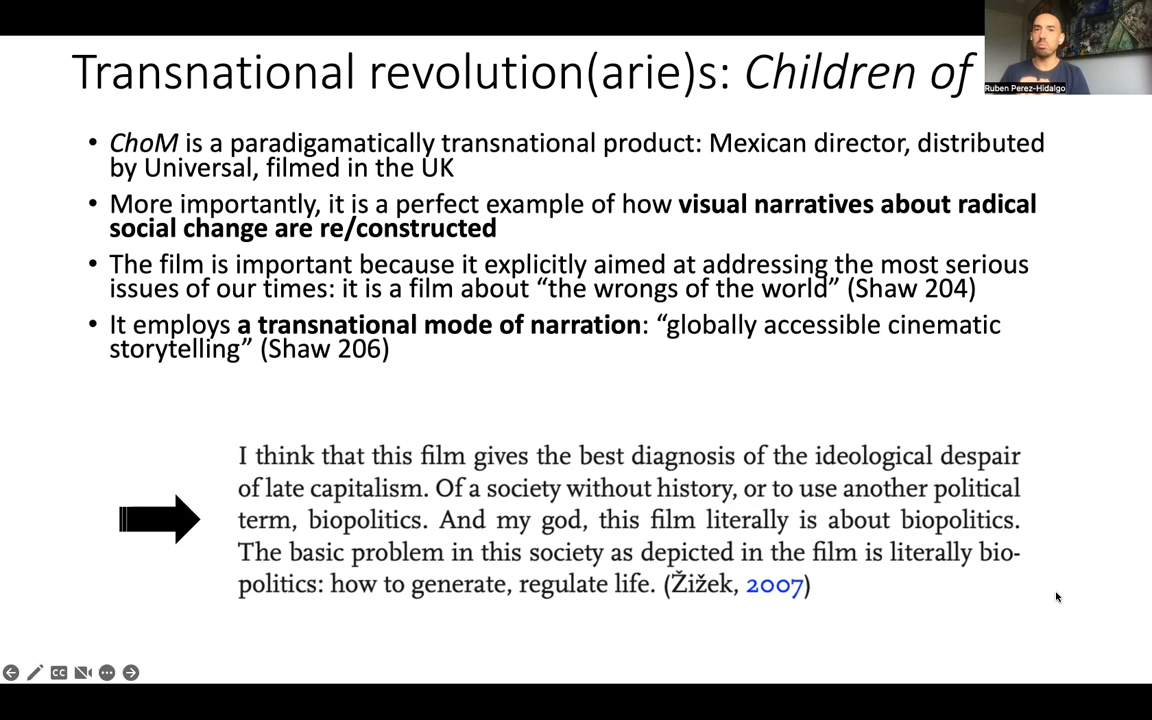 Transnational revolution(arie)s: Children of
Ruben Perez-Hidalgo
• ChoM is a paradigamatically transnational product: Mexican director, distributed
by Universal, filmed in the UK
• More importantly, it is a perfect example of how visual narratives about radical
social change are re/constructed
• The film is important because it explicitly aimed at addressing the most serious
issues of our times: it is a film about “the wrongs of the world” (Shaw 204)
• It employs a transnational mode of narration: “globally accessible cinematic
storytelling” (Shaw 206)
I think that this film gives the best diagnosis of the ideological despair
of late capitalism. Of a society without history, or to use another political
term, biopolitics. And my god, this film literally is about biopolitics.
The basic problem in this society as depicted in the film is literally bio-
politics: how to generate, regulate life. (Žižek, 2007)
CC